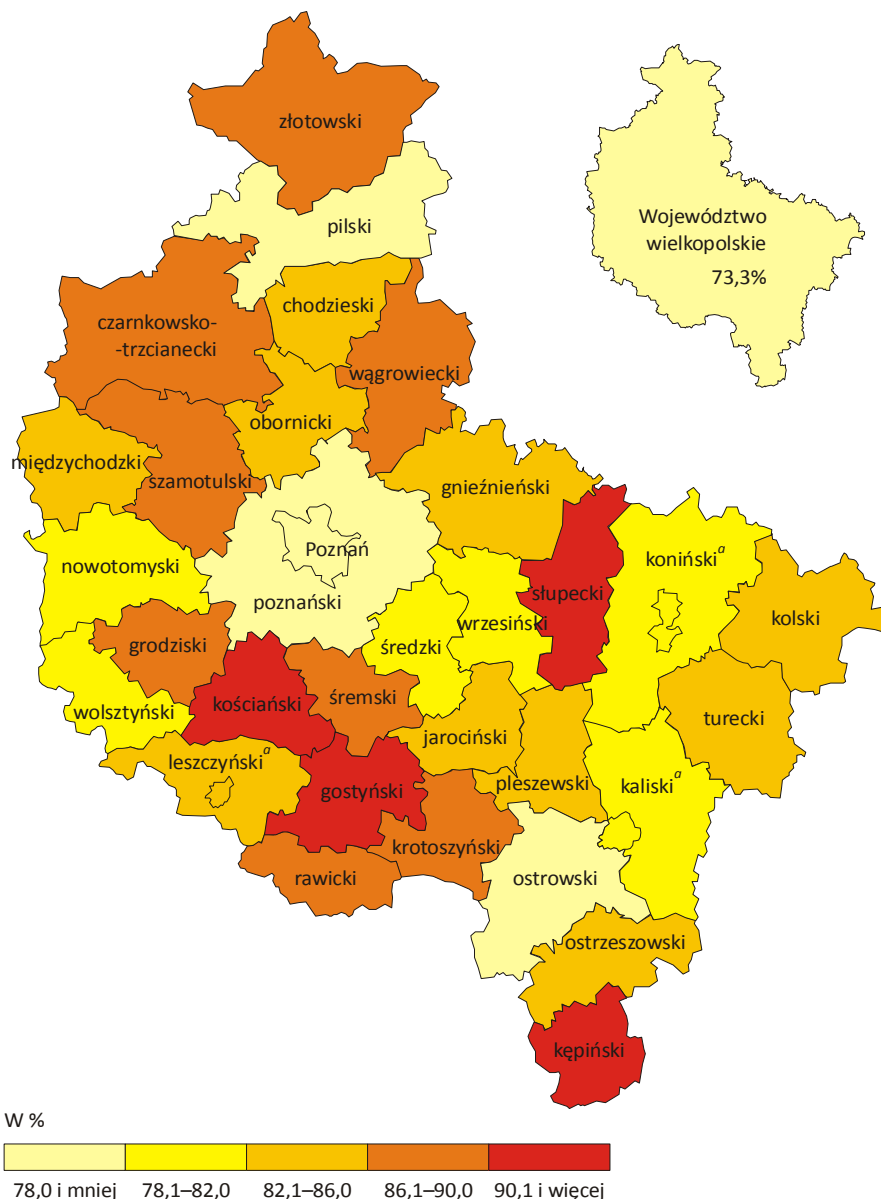 złotowski
pilski
Województwo
wielkopolskie
73,3%
chodzieski
czarnkowsko-
-trzcianecki
wągrowiecki
obornicki
międzychodzki
szamotulski
gnieźnieński
Poznań
nowotomyski
koniński a
słupecki
poznański
kolski
wrzesiński
grodziski
średzki
kościański
śremski
wolsztyński
turecki
jarociński
leszczyński a
pleszewski
kaliski a
gostyński
krotoszyński
rawicki
ostrowski
ostrzeszowski
kępiński
W %
78,0 i mniej 78,1–82,0 82,1–86,0 86,1–90,0 90,1 i więcej